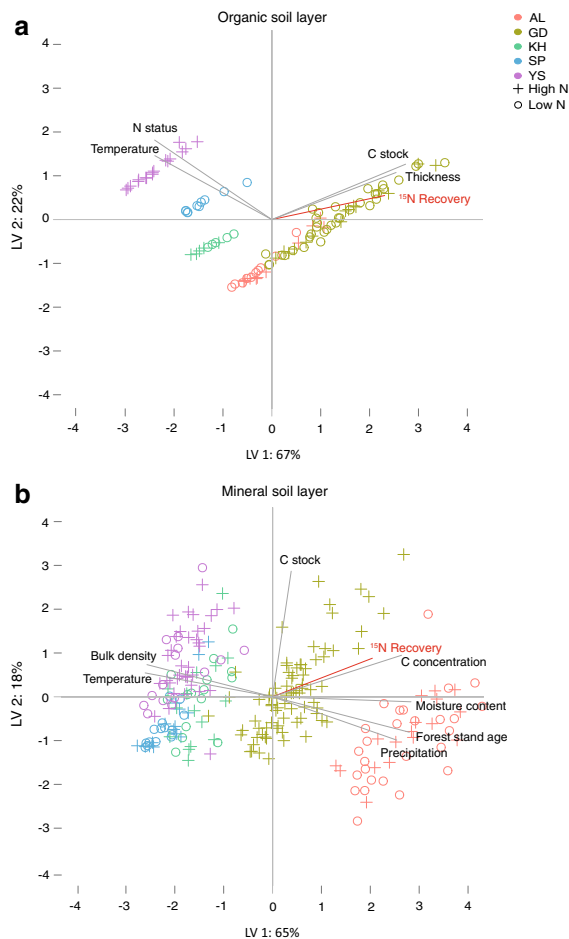 a
Organic soil layer
AL
GD
KH
SP
YS
High N
Low N
4
3
2
1
0
-1
-2
-3
-4
LV 2: 22%
N status
Temperature
C stock
Thickness
15N Recovery
-4 -3 -2 -1 0 1 2 3 4
LV 1: 67%
b
Mineral soil layer
4
3
2
1
0
-1
-2
-3
-4
LV 2: 18%
C stock
Bulk density
Temperature
15N Recovery
C concentration
Moisture content
Forest stand age
Precipitation
-4 -3 -2 -1 0 1 2 3 4
LV 1: 65%